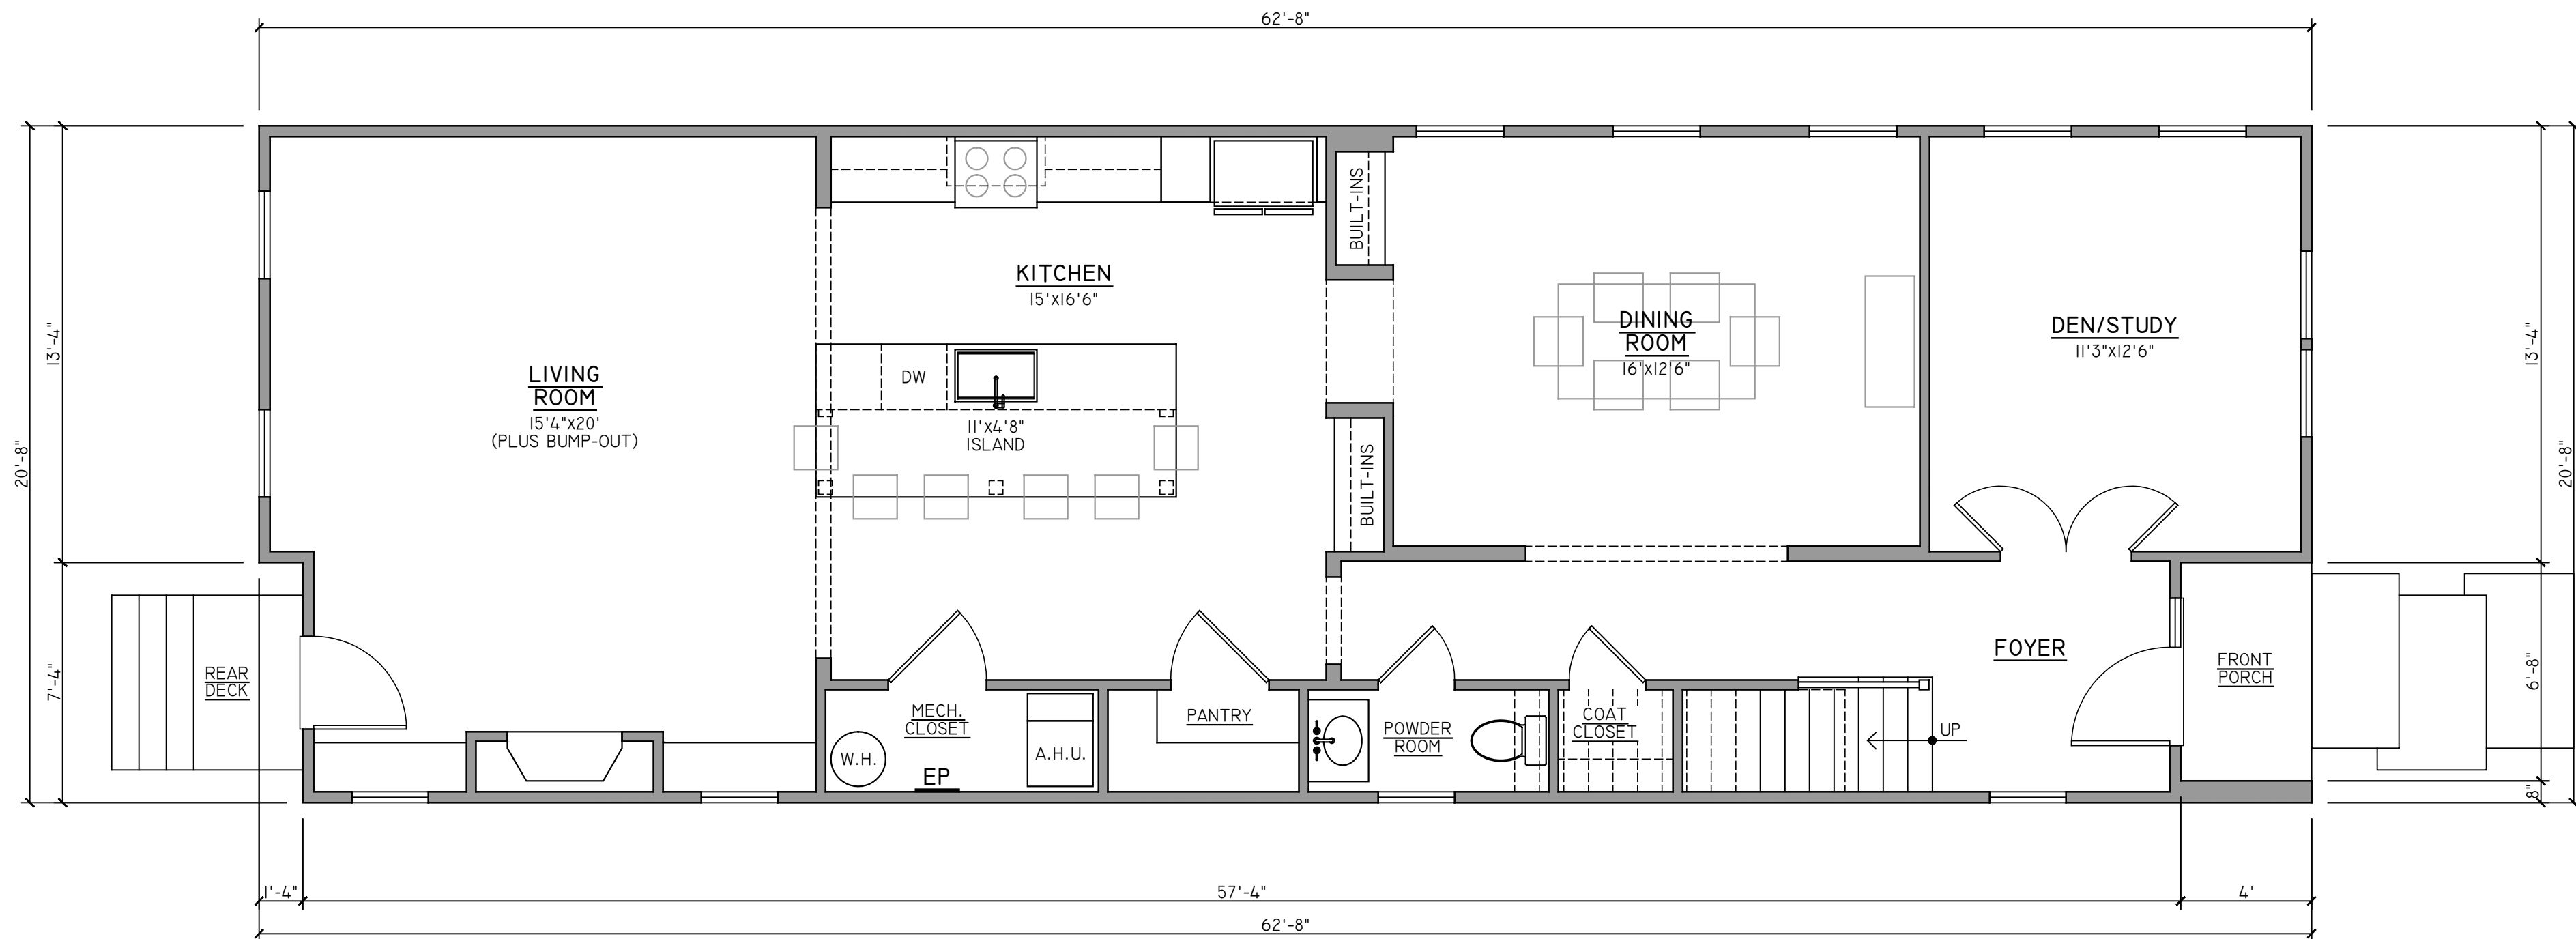 62'-8"
20'-8"
13'-4"
7'-4"
LIVING
ROOM
15'4"x20'
(PLUS BUMP-OUT)
KITCHEN
15'x16'6"
DW
11'x4'8"
ISLAND
BUILT-INS
BUILT-INS
DINING
ROOM
16'x12'6"
DEN/STUDY
11'3"x12'6"
13'-4"
20'-8"
6'-8"
8"
REAR
DECK
MECH.
CLOSET
W.H.
EP
A.H.U.
PANTRY
POWDER
ROOM
COAT
CLOSET
UP
FOYER
FRONT
PORCH
1'-4"
57'-4"
4'
62'-8"